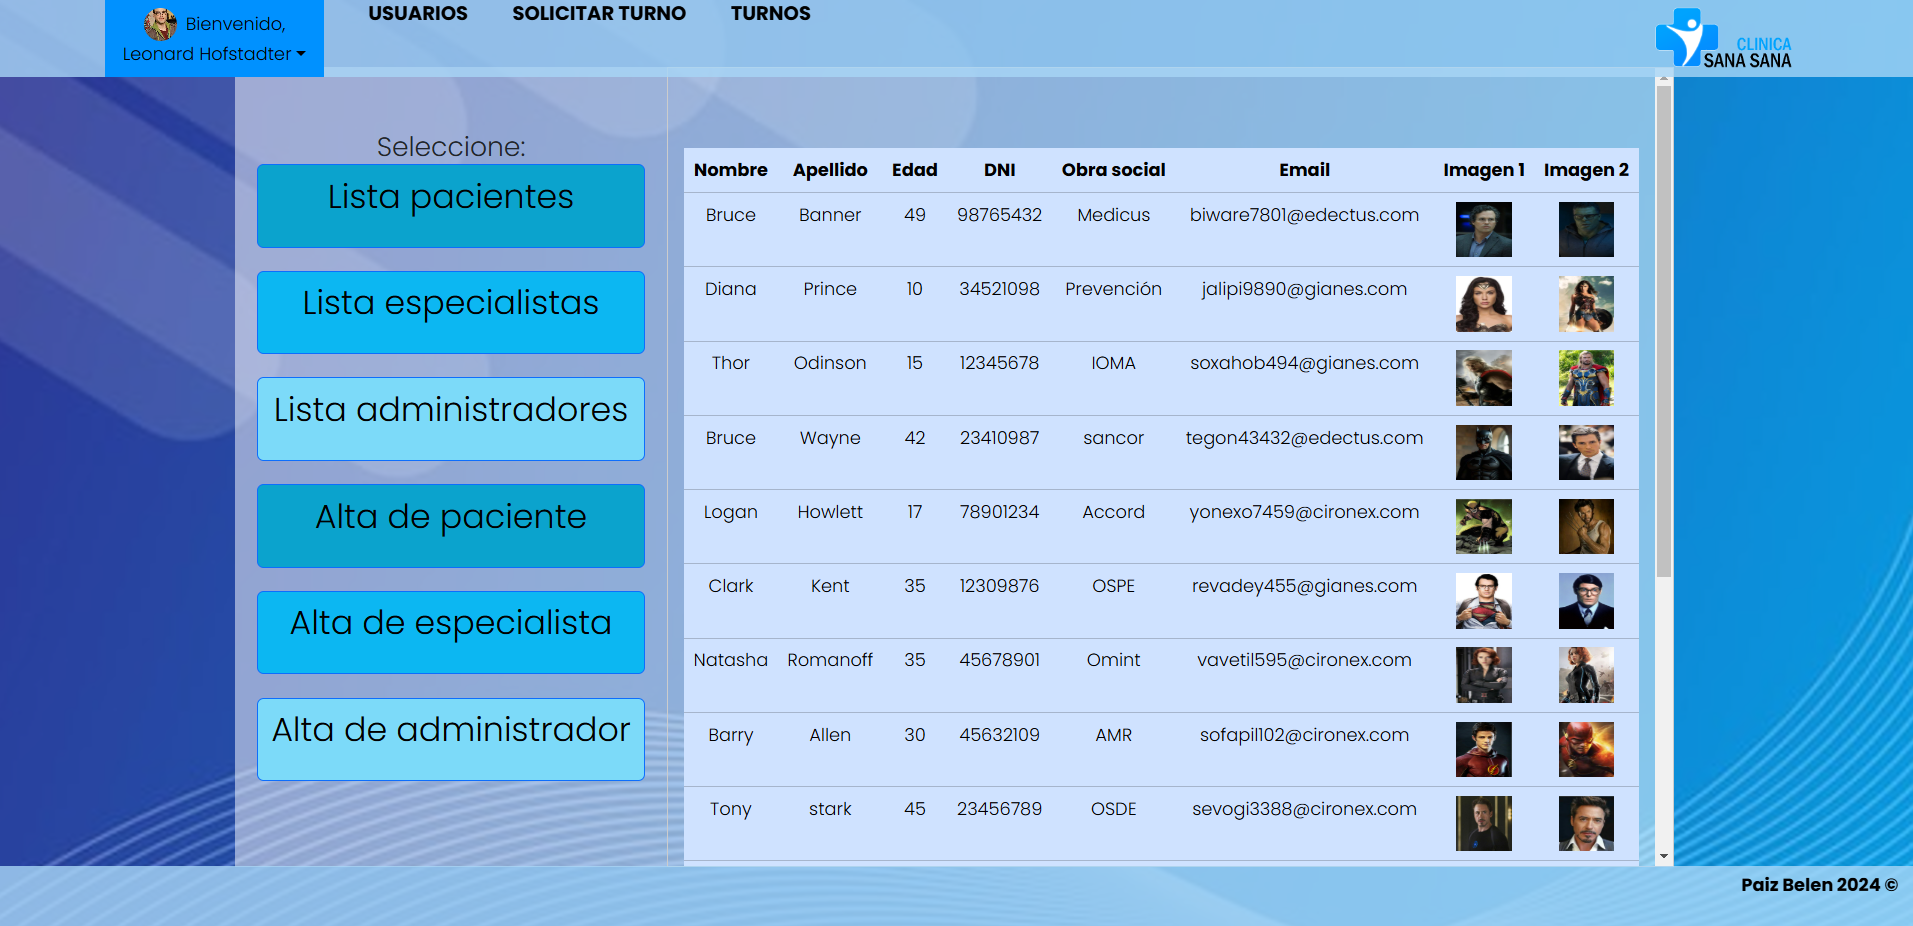 Bienvenido,
Leonard Hofstadter
USUARIOS SOLICITAR TURNO TURNOS
CLINICA
SANA SANA
Seleccione:
Lista pacientes
Lista especialistas
Lista administradores
Alta de paciente
Alta de especialista
Alta de administrador
Nombre Apellido Edad DNI Obra social Email Imagen 1 Imagen 2
Bruce Banner 49 98765432 Medicus biware7801@edectus.com
Diana Prince 10 34521098 Prevención jalipi9890@gianes.com
Thor Odinson 15 12345678 IOMA soxahob494@gianes.com
Bruce Wayne 42 23410987 sancor tegon43432@edectus.com
Logan Howlett 17 78901234 Accord yonexo7459@cironex.com
Clark Kent 35 12309876 OSPE revadey455@gianes.com
Natasha Romanoff 35 45678901 Omint vavetil595@cironex.com
Barry Allen 30 45632109 AMR sofapil102@cironex.com
Tony stark 45 23456789 OSDE sevogi3388@cironex.com
Paiz Belen 2024 ©